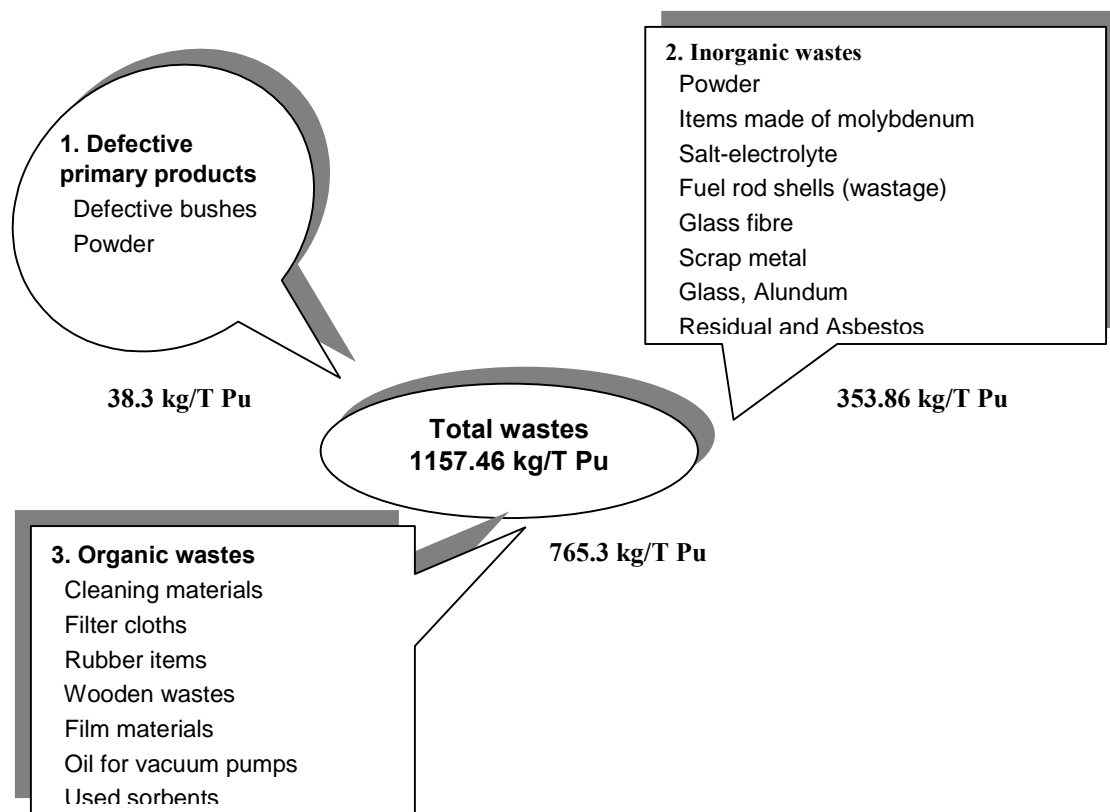 1. Defective
primary products
Defective bushes
Powder
38.3 kg/T Pu
2. Inorganic wastes
Powder
Items made of molybdenum
Salt-electrolyte
Fuel rod shells (wastage)
Glass fibre
Scrap metal
Glass, Alundum
Residual and Asbestos
353.86 kg/T Pu
Total wastes
1157.46 kg/T Pu
3. Organic wastes
Cleaning materials
Filter cloths
Rubber items
Wooden wastes
Film materials
Oil for vacuum pumps
Used sorbents
765.3 kg/T Pu